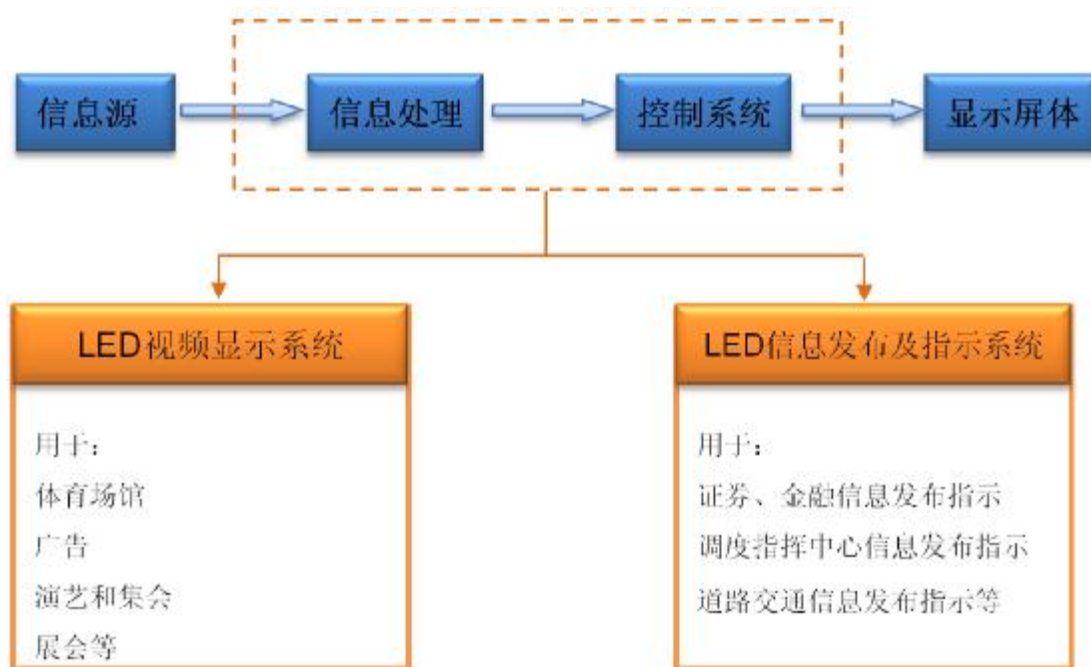 信息源
信息处理
控制系统
显示屏体
LED视频显示系统
用于：
体育场馆
广告
演艺和集会
展会等
LED信息发布及指示系统
用于：
证券、金融信息发布指示
调度指挥中心信息发布指示
道路交通信息发布指示等